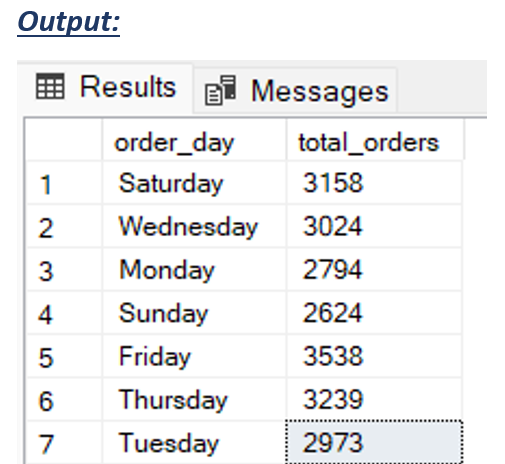 Output:
Results Messages
order_day total_orders
1 Saturday 3158
2 Wednesday 3024
3 Monday 2794
4 Sunday 2624
5 Friday 3538
6 Thursday 3239
7 Tuesday 2973